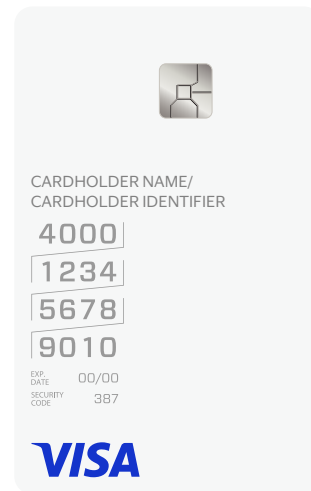 CARDHOLDER NAME/
CARDHOLDER IDENTIFIER
4000
1234
5678
9010
EXP. DATE 00/00
SECURITY CODE 387
VISA